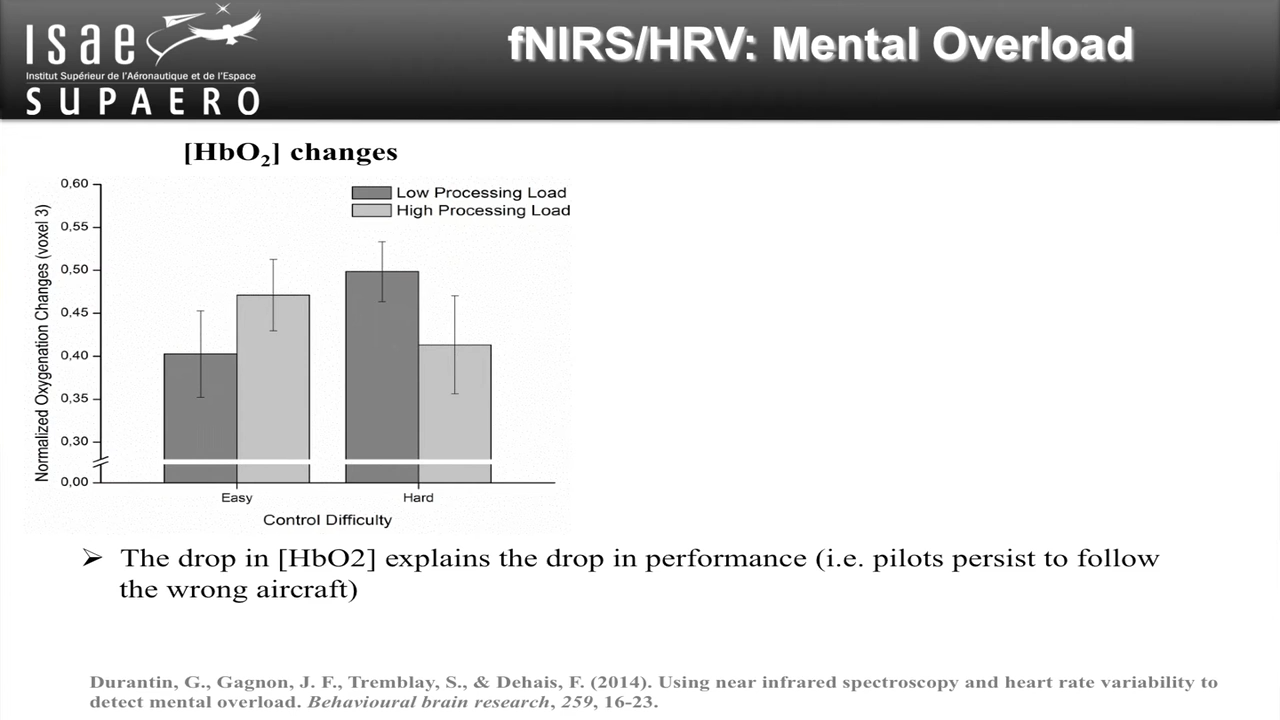 isae
Institut Supérieur de l'Aéronautique et de l'Espace
SUPAERO
fNIRS/HRV: Mental Overload
[HbO2] changes
Normalized Oxygenation Changes (voxel 3)
0,60
0,55
0,50
0,45
0,40
0,35
0,30
0,00
Low Processing Load
High Processing Load
Easy Hard
Control Difficulty
➢ The drop in [HbO2] explains the drop in performance (i.e. pilots persist to follow
the wrong aircraft)
Durantin, G., Gagnon, J. F., Tremblay, S., & Dehais, F. (2014). Using near infrared spectroscopy and heart rate variability to
detect mental overload. Behavioural brain research, 259, 16-23.